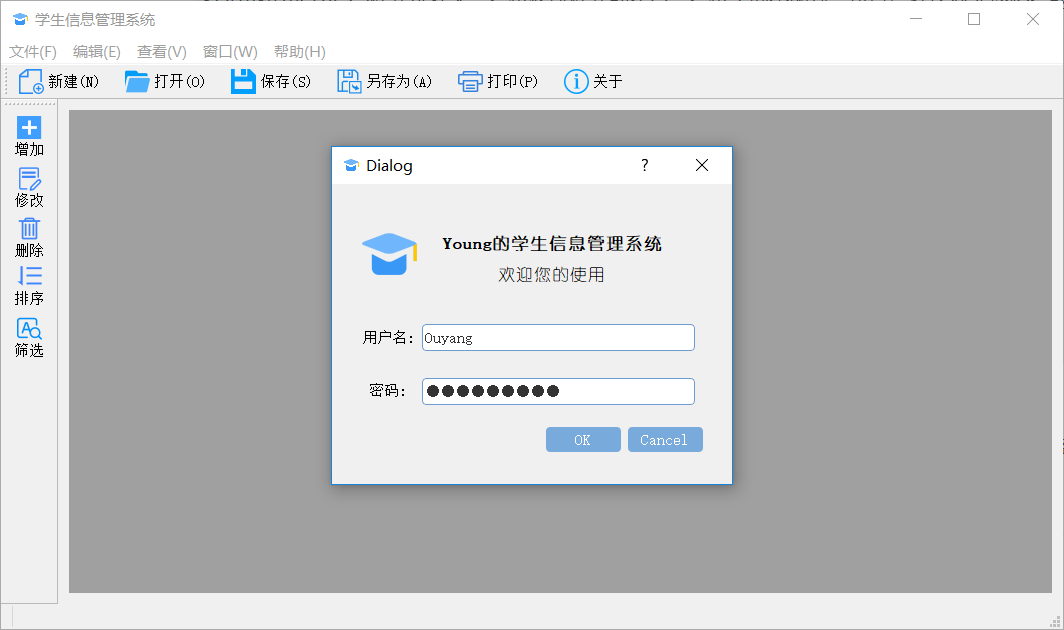 学生信息管理系统
文件(F) 编辑(E) 查看(V) 窗口(W) 帮助(H)
新建(N) 打开(O) 保存(S) 另存为(A) 打印(P) 关于
增加
修改
删除
排序
筛选
Dialog
Young的学生信息管理系统
欢迎您的使用
用户名: Ouyang
密码: ●●●●●●●●●
OK Cancel